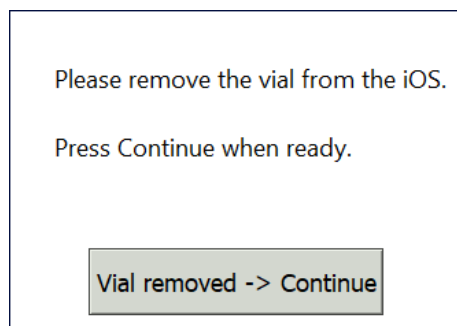 Please remove the vial from the iOS.
Press Continue when ready.
Vial removed -> Continue